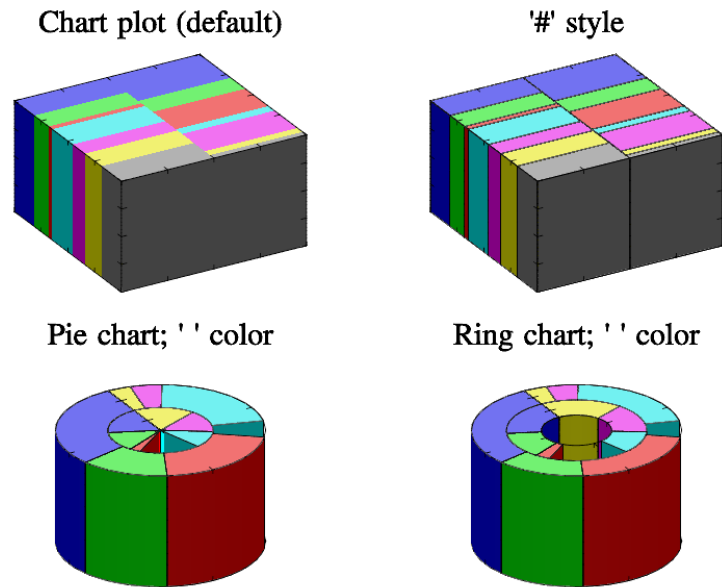 Chart plot (default)
'#' style
Pie chart; ' ' color
Ring chart; ' ' color